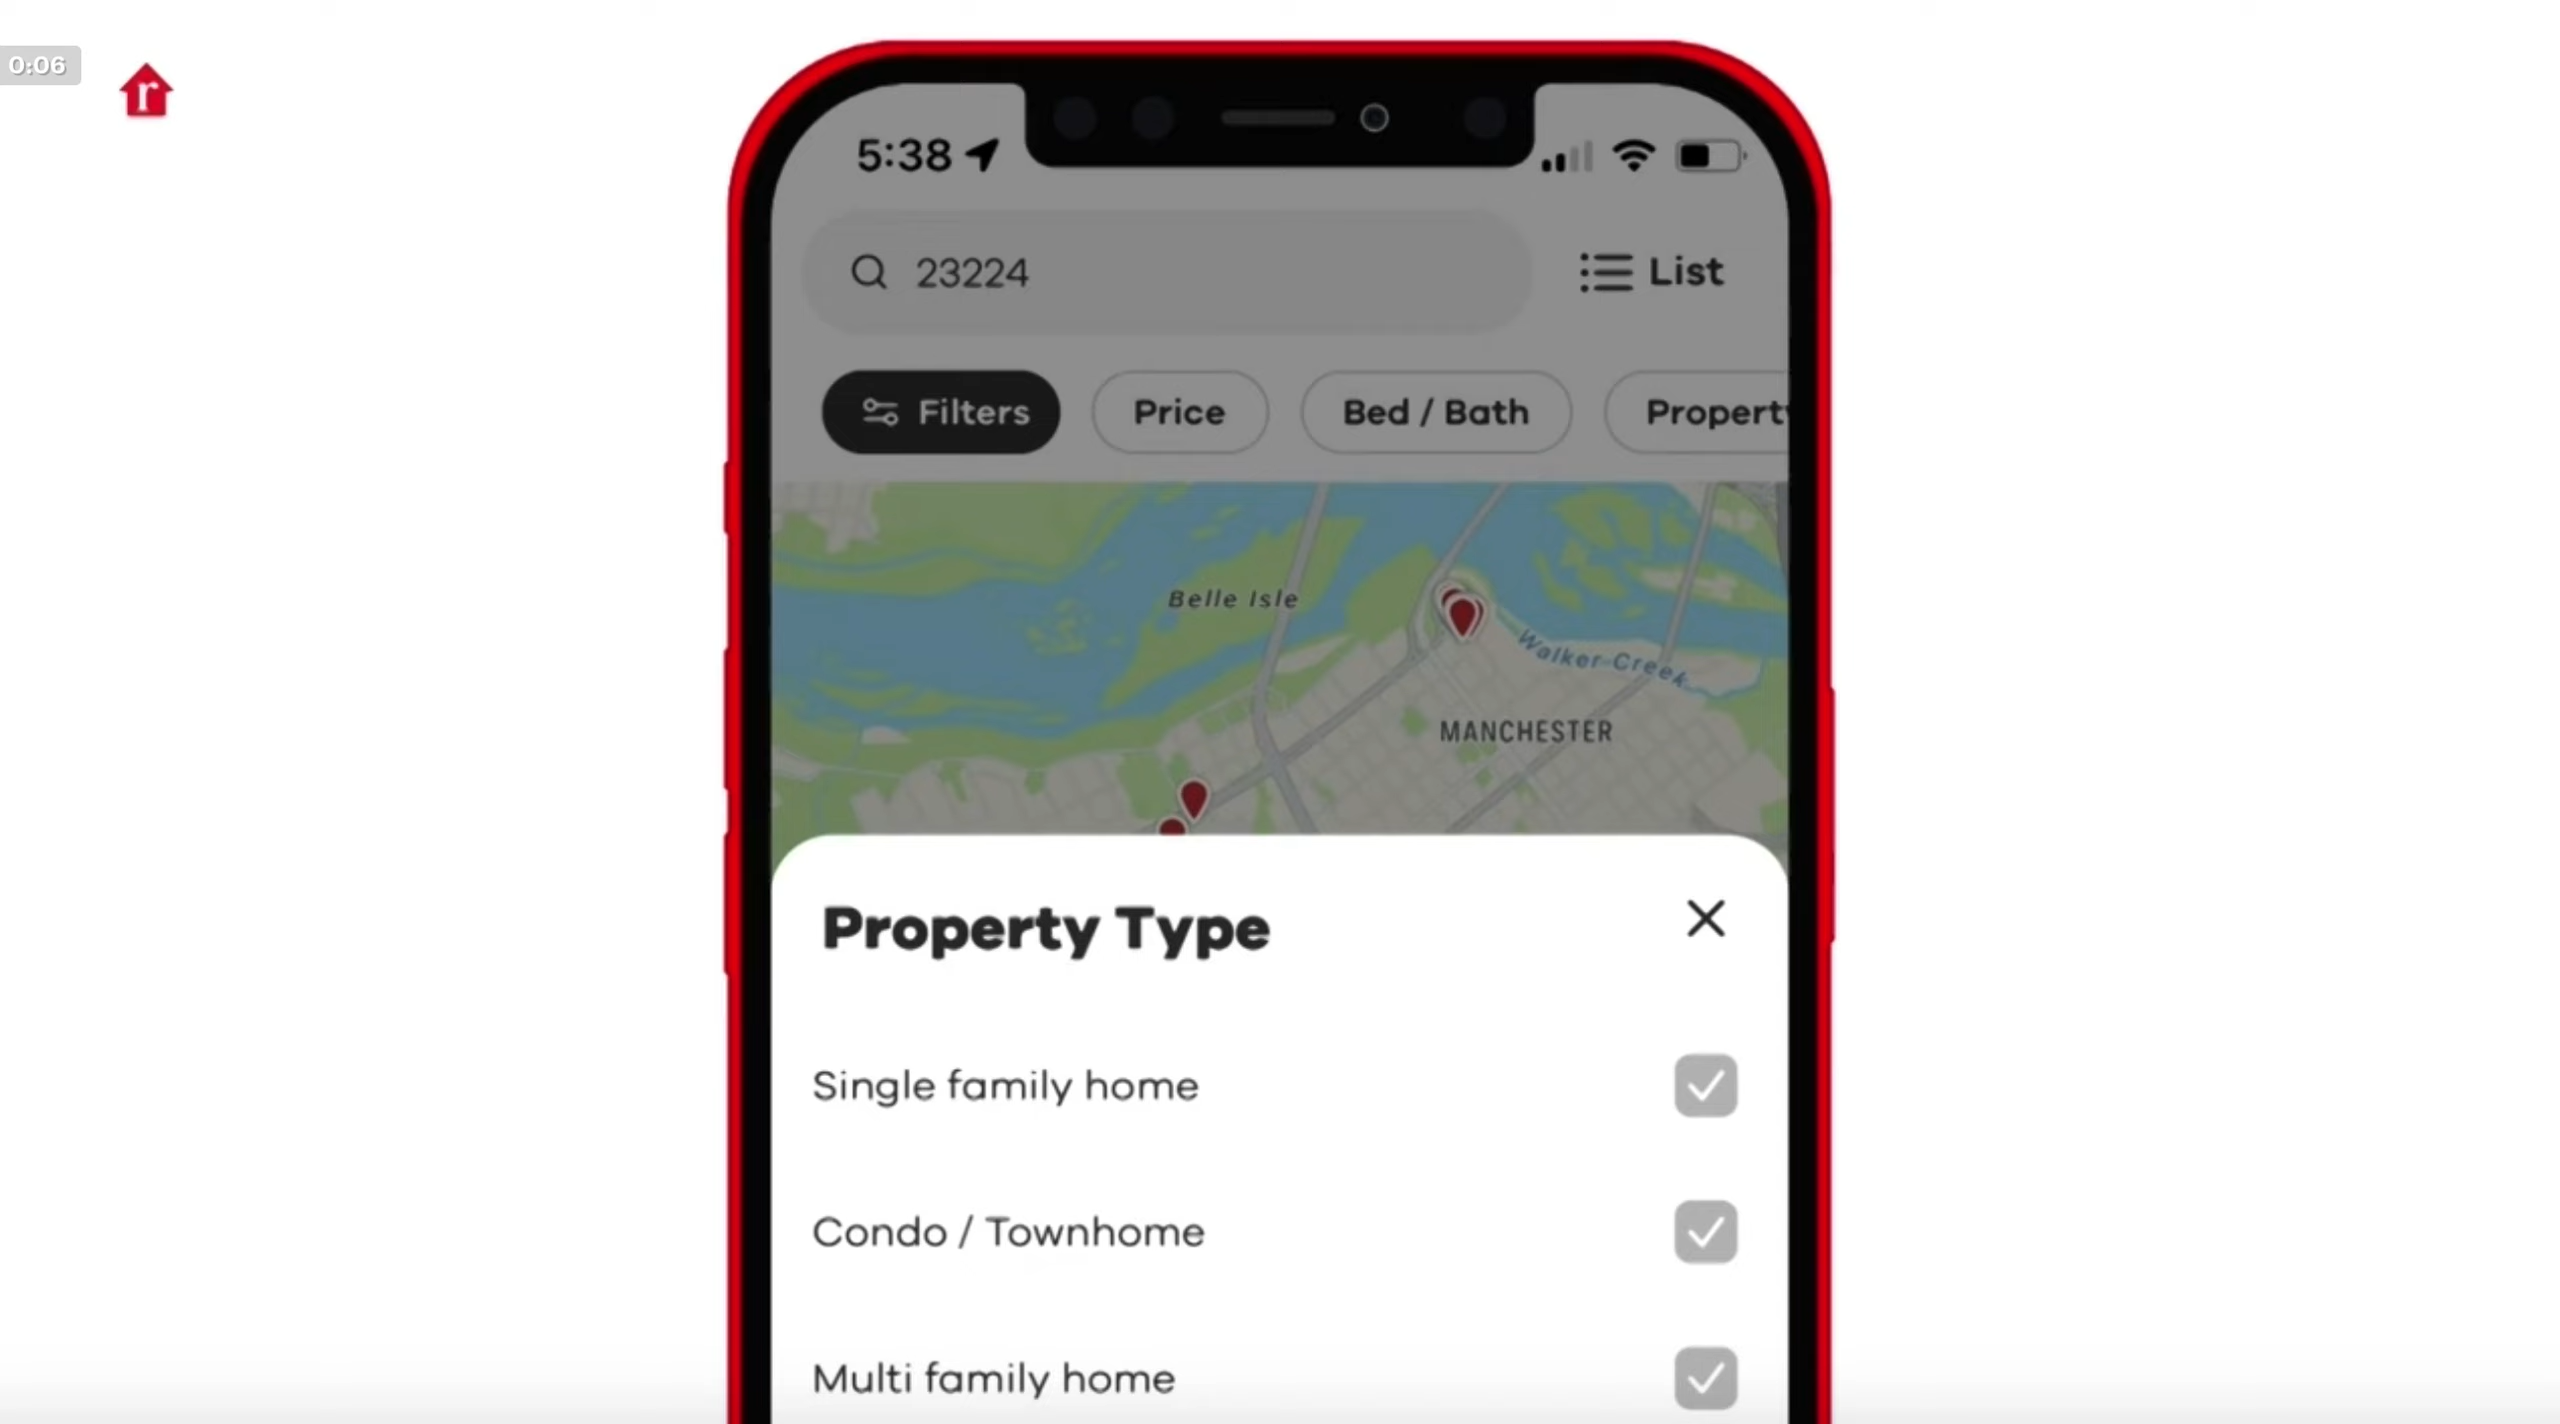 0:06
r
5:38
23224
List
Filters
Price
Bed / Bath
Property
Belle Isle
Walker Creek
MANCHESTER
Property Type
Single family home
Condo / Townhome
Multi family home